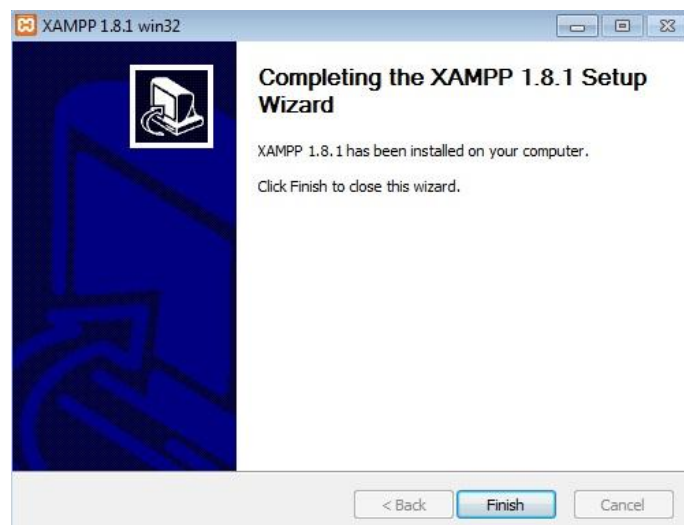 XAMPP 1.8.1 win32
Completing the XAMPP 1.8.1 Setup
Wizard
XAMPP 1.8.1 has been installed on your computer.
Click Finish to close this wizard.
< Back
Finish
Cancel